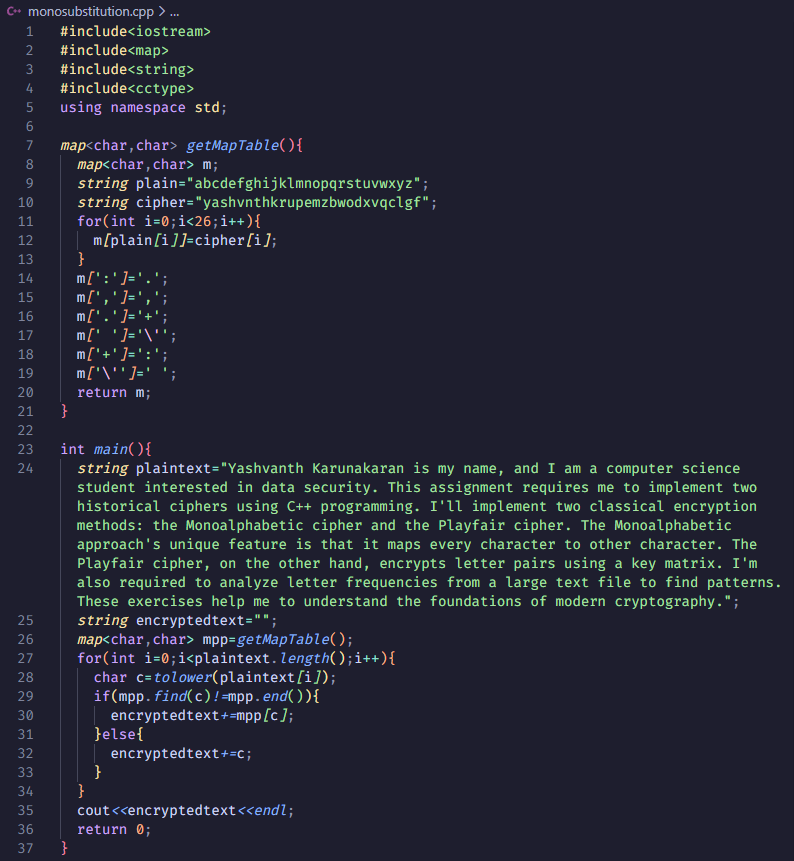 monosubstitution.cpp > ...
1 #include<iostream>
2 #include<map>
3 #include<string>
4 #include<cctype>
5 using namespace std;
6
7 map<char,char> getMapTable(){
8 map<char,char> m;
9 string plain="abcdefghijklmnopqrstuvwxyz";
10 string cipher="yashvnthkrupemzbwodxvqclgf";
11 for(int i=0;i<26;i++){
12 m[plain[i]]=cipher[i];
13 }
14 m[':']='.';
15 m[',']=',';
16 m['.']='+';
17 m[' ']='\'';
18 m['+']=':';
19 m['\'']=' ';
20 return m;
21 }
22
23 int main(){
24 string plaintext="Yashvanth Karunakaran is my name, and I am a computer science
student interested in data security. This assignment requires me to implement two
historical ciphers using C++ programming. I'll implement two classical encryption
methods: the Monoalphabetic cipher and the Playfair cipher. The Monoalphabetic
approach's unique feature is that it maps every character to other character. The
Playfair cipher, on the other hand, encrypts letter pairs using a key matrix. I'm
also required to analyze letter frequencies from a large text file to find patterns.
These exercises help me to understand the foundations of modern cryptography.";
25 string encryptedtext="";
26 map<char,char> mpp=getMapTable();
27 for(int i=0;i<plaintext.length();i++){
28 char c=tolower(plaintext[i]);
29 if(mpp.find(c)!=mpp.end()){
30 encryptedtext+=mpp[c];
31 }else{
32 encryptedtext+=c;
33 }
34 }
35 cout<<encryptedtext<<endl;
36 return 0;
37 }